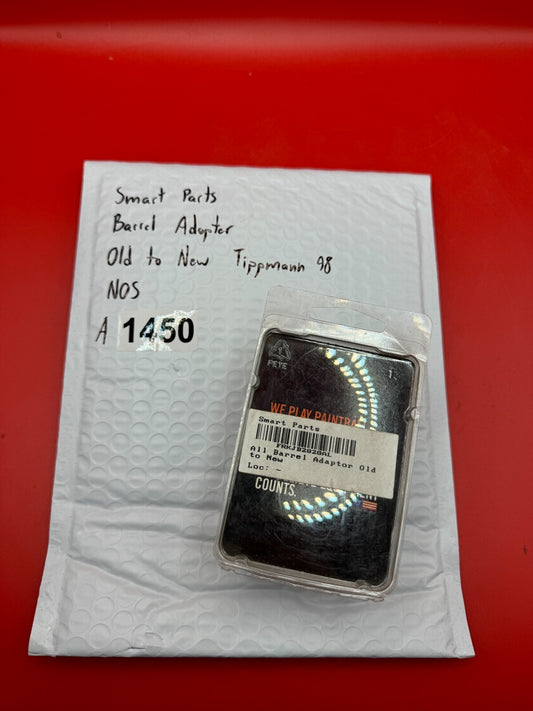 Smart Parts
Barrel Adapter
Old to New Tippmann 98
NOS
A 1450
PETE
WE PLAY PAINTBA
Smart Parts
All Barrel Adaptor Old
to New
Loc: -
COUNTS.